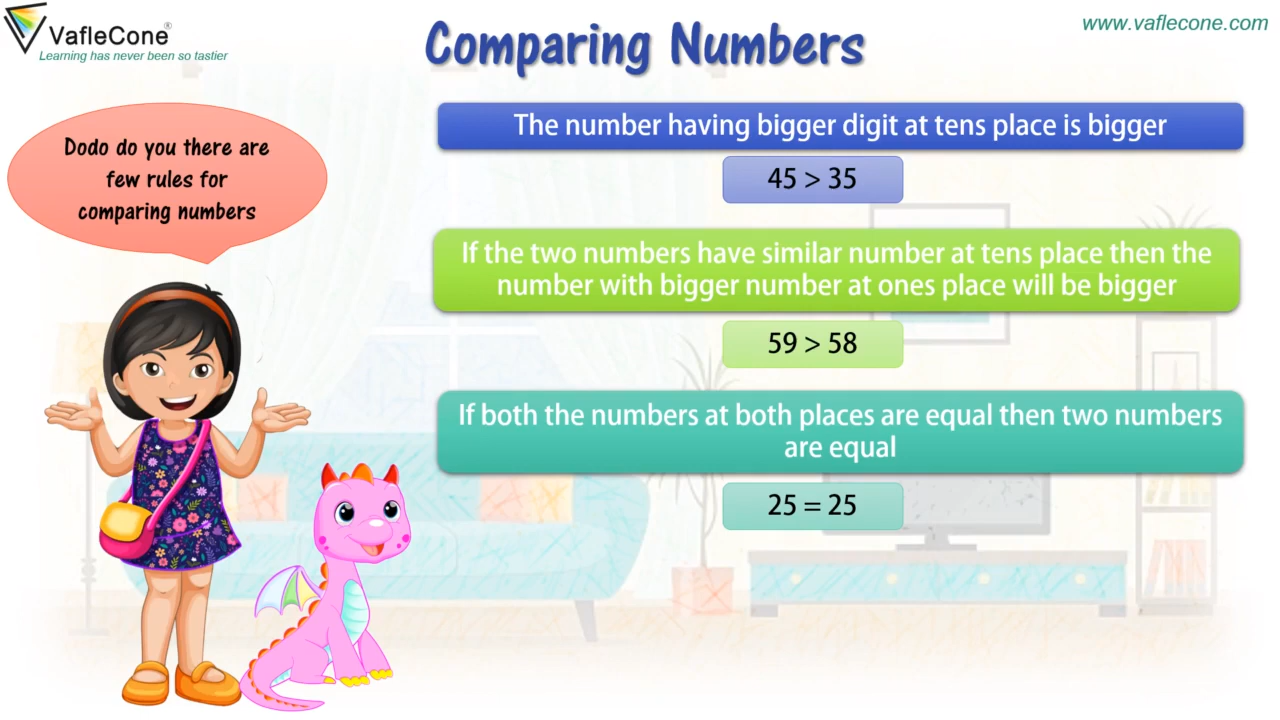 VafleCone®
Learning has never been so tastier
www.vaflecone.com
Comparing Numbers
Dodo do you there are
few rules for
comparing numbers
The number having bigger digit at tens place is bigger
45 > 35
If the two numbers have similar number at tens place then the
number with bigger number at ones place will be bigger
59 > 58
If both the numbers at both places are equal then two numbers
are equal
25 = 25